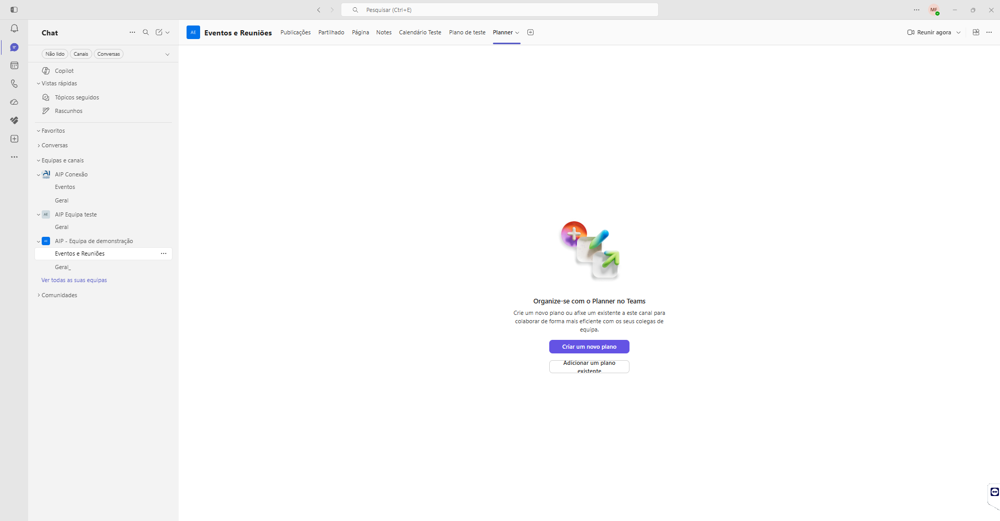 Pesquisar (Ctrl+E)
MF
Chat
AE
Eventos e Reuniões
Publicações
Partilhado
Página
Notes
Calendário Teste
Plano de teste
Planner
Reunir agora
Não lido
Canais
Conversas
Copilot
Vistas rápidas
Tópicos seguidos
Rascunhos
Favoritos
Conversas
Equipas e canais
AIP Conexão
Eventos
Geral
AE
AIP Equipa teste
Geral
AE
AIP - Equipa de demonstração
Eventos e Reuniões
Geral_
Ver todas as suas equipas
Comunidades
Organize-se com o Planner no Teams
Crie um novo plano ou afixe um existente a este canal para
colaborar de forma mais eficiente com os seus colegas de
equipa.
Criar um novo plano
Adicionar um plano
existente